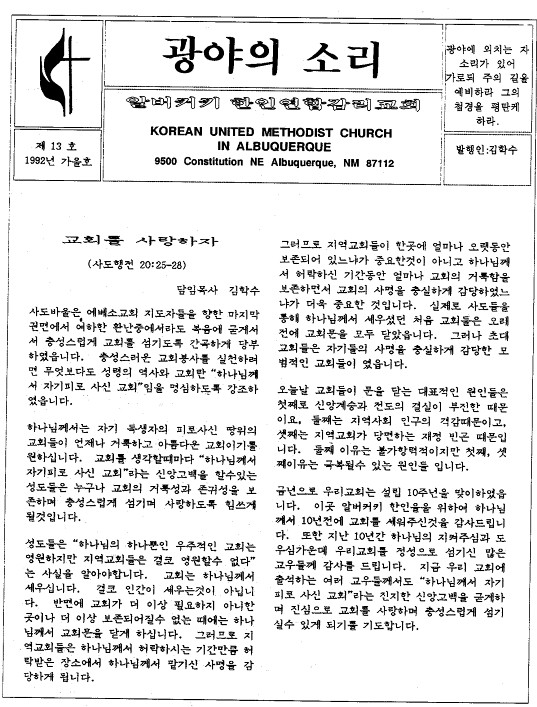 광야의 소리
알버커키 한인연합감리교회
KOREAN UNITED METHODIST CHURCH
IN ALBUQUERQUE
9500 Constitution NE Albuquerque, NM 87112
제 13 호
1992년 가을호
광야에 외치는 자
소리가 있어
가로되 주의 길을
예비하라 그의
첩경을 평탄케
하라.
발행인:김학수
교회를 사랑하자
(사도행전 20:25-28)
담임목사 김학수
사도바울은 에베소교회 지도자들을 향한 마지막
권면에서 여하한 환난중에서라도 복음에 굳게서
서 충성스럽게 교회를 섬기도록 간곡하게 당부
하였읍니다. 충성스러운 교회봉사를 실천하려
면 무엇보다도 성령의 역사와 교회란 “하나님께
서 자기피로 사신 교회”임을 명심하도록 강조하
였읍니다.
하나님께서는 자기 독생자의 피로사신 땅위의
교회들이 언제나 거룩하고 아름다운 교회이기를
원하십니다. 교회를 생각할때마다 “하나님께서
자기피로 사신 교회”라는 신앙고백을 할수있는
성도들은 누구나 교회의 거룩성과 존귀성을 보
존하며 충성스럽게 섬기며 사랑하도록 힘쓰게
될것입니다.
성도들은 “하나님의 하나뿐인 우주적인 교회는
영원하지만 지역교회들은 결코 영원할수 없다”
는 사실을 알아야합니다. 교회는 하나님께서
세우십니다. 결코 인간이 세우는것이 아닙니
다. 반면에 교회가 더 이상 필요하지 아니한
곳이나 더 이상 보존되어질수 없는 때에는 하나
님께서 교회문을 닫게 하십니다. 그러므로 지
역교회들은 하나님께서 허락하시는 기간만큼 허
락받은 장소에서 하나님께서 맡기신 사명을 감
당하게 됩니다.
그러므로 지역교회들이 한곳에 얼마나 오랫동안
보존되어 있느냐가 중요한것이 아니고 하나님께
서 허락하신 기간동안 얼마나 교회의 거룩함을
보존하면서 교회의 사명을 충실하게 감당하였느
냐가 더욱 중요한 것입니다. 실제로 사도들을
통해 하나님께서 세우셨던 처음 교회들은 오래
전에 교회문을 모두 닫았읍니다. 그러나 초대
교회들은 자기들의 사명을 충실하게 감당한 모
범적인 교회들이 였읍니다.
오늘날 교회들이 문을 닫는 대표적인 원인들은
첫째로 신앙계승과 전도의 결실이 부진한 때문
이요, 둘째는 지역사회 인구의 격감때문이고,
셋째는 지역교회가 당면하는 재정 빈곤 때문입
니다. 둘째 이유는 불가항력적이지만 첫째, 셋
째이유는 극복될수 있는 원인들 입니다.
금년으로 우리교회는 설립 10주년을 맞이하였읍
니다. 이곳 알버커키 한인을 위하여 하나님
께서 10년전에 교회를 세워주신것을 감사드립니
다. 또한 지난 10년간 하나님의 지켜주심과 도
우심가운데 우리교회를 정성으로 섬기신 많은
교우들께 감사를 드립니다. 지금 우리 교회에
출석하는 여러 교우들께서도 “하나님께서 자기
피로 사신 교회”라는 진지한 신앙고백을 굳게하
며 진심으로 교회를 사랑하며 충성스럽게 섬기
실수 있게 되기를 기도합니다.